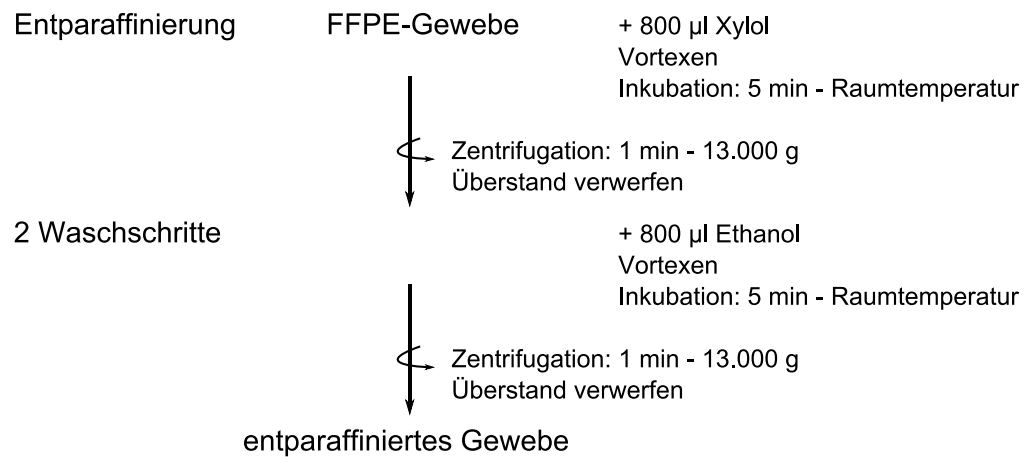 Entparaffinierung FFPE-Gewebe + 800 µl Xylol
Vortexen
Inkubation: 5 min - Raumtemperatur
Zentrifugation: 1 min - 13.000 g
Überstand verwerfen
2 Waschschritte + 800 µl Ethanol
Vortexen
Inkubation: 5 min - Raumtemperatur
Zentrifugation: 1 min - 13.000 g
Überstand verwerfen
entparaffiniertes Gewebe